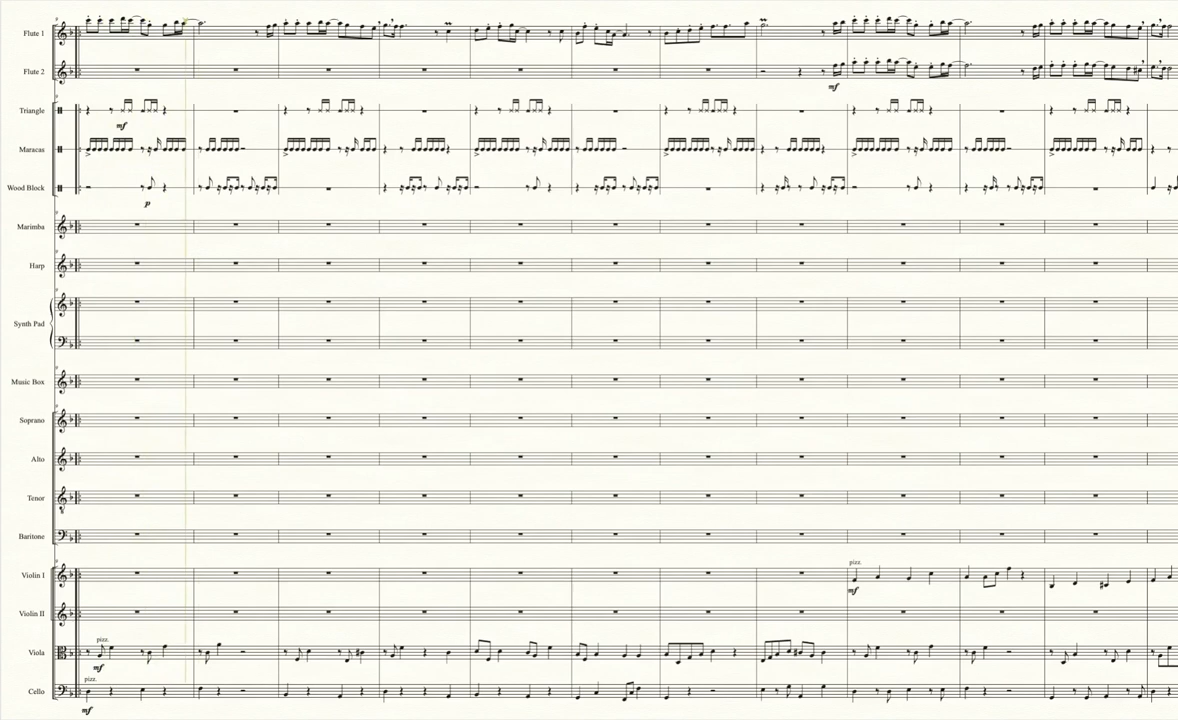 Flute 1
Flute 2
mf
Triangle
mf
Maracas
Wood Block
p
Marimba
Harp
Synth Pad
Music Box
Soprano
Alto
Tenor
Baritone
pizz.
Violin I
mf
Violin II
pizz.
Viola
mf
pizz.
Cello
mf